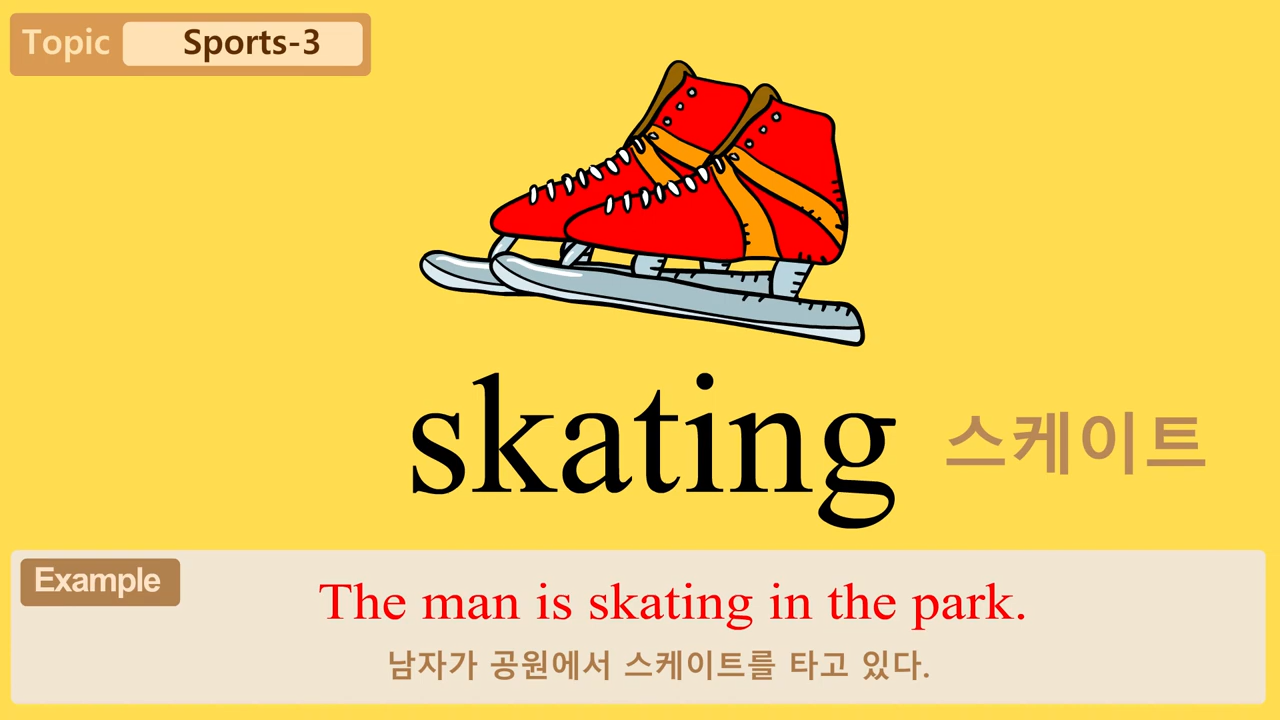 Topic Sports-3
skating 스케이트
Example
The man is skating in the park.
남자가 공원에서 스케이트를 타고 있다.